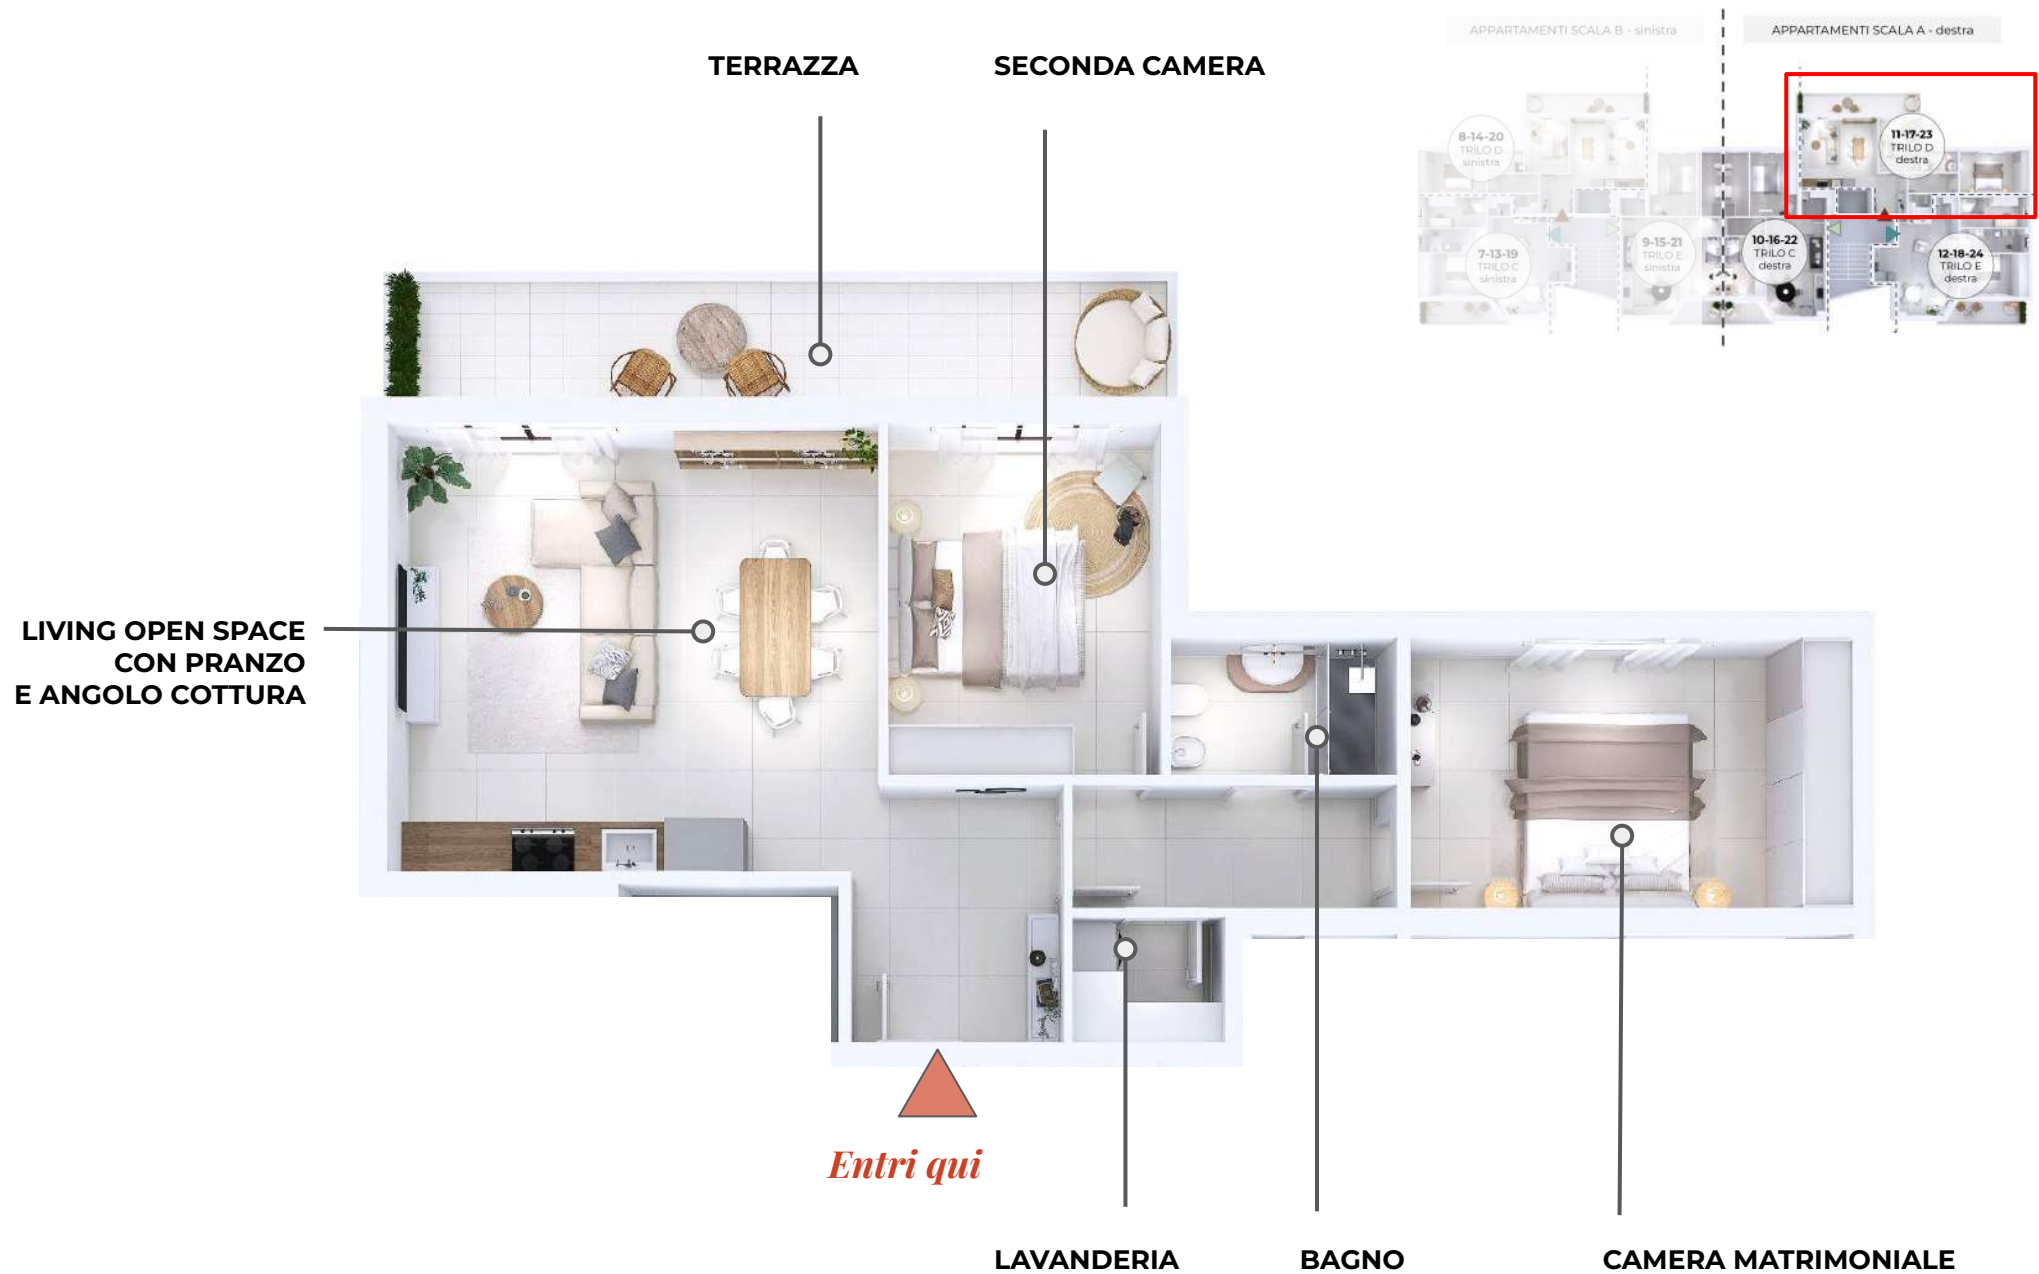 APPARTAMENTI SCALA B - sinistra
APPARTAMENTI SCALA A - destra
TERRAZZA
SECONDA CAMERA
8-14-20
TRILO D
sinistra
11-17-23
TRILO D
destra
7-13-19
TRILO C
sinistra
9-15-21
TRILO E
sinistra
10-16-22
TRILO C
destra
12-18-24
TRILO E
destra
LIVING OPEN SPACE
CON PRANZO
E ANGOLO COTTURA
Entri qui
LAVANDERIA
BAGNO
CAMERA MATRIMONIALE